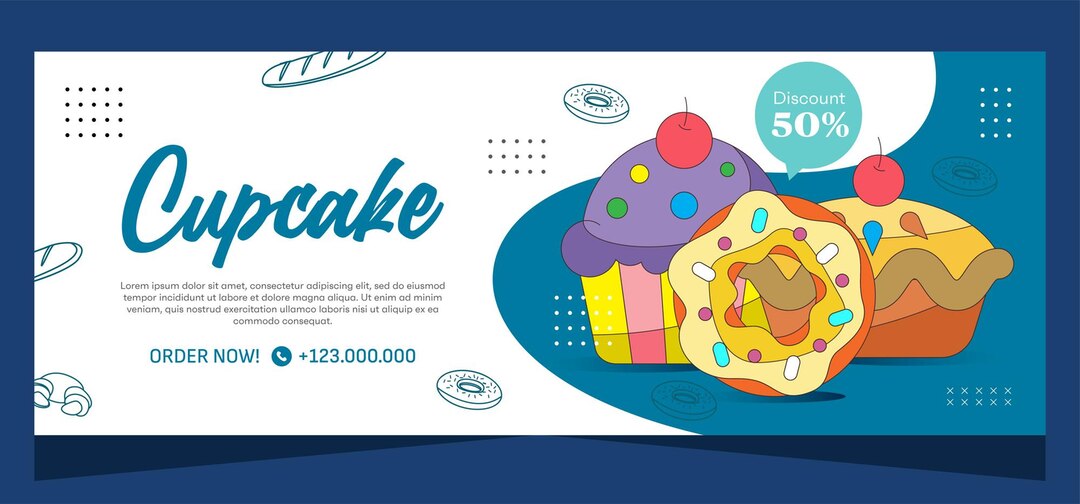 Cupcake
Lorem ipsum dolor sit amet, consectetur adipiscing elit, sed do
eiusmod tempor incididunt ut labore et dolore magna aliqua. Ut enim ad minim
veniam, quis nostrud exercitation ullamco laboris nisi ut aliquip ex ea
commodo consequat.
ORDER NOW! +123.000.000
Discount
50%